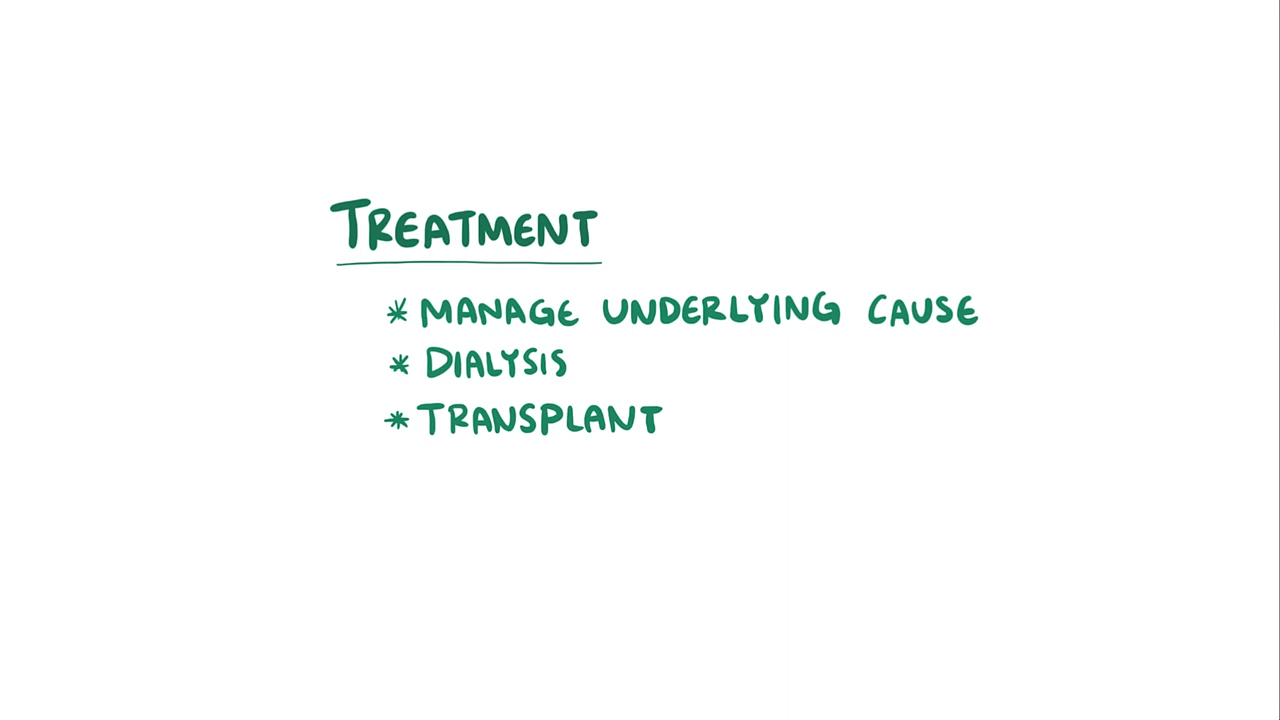 TREATMENT
* MANAGE UNDERLYING CAUSE
* DIALYSIS
* TRANSPLANT